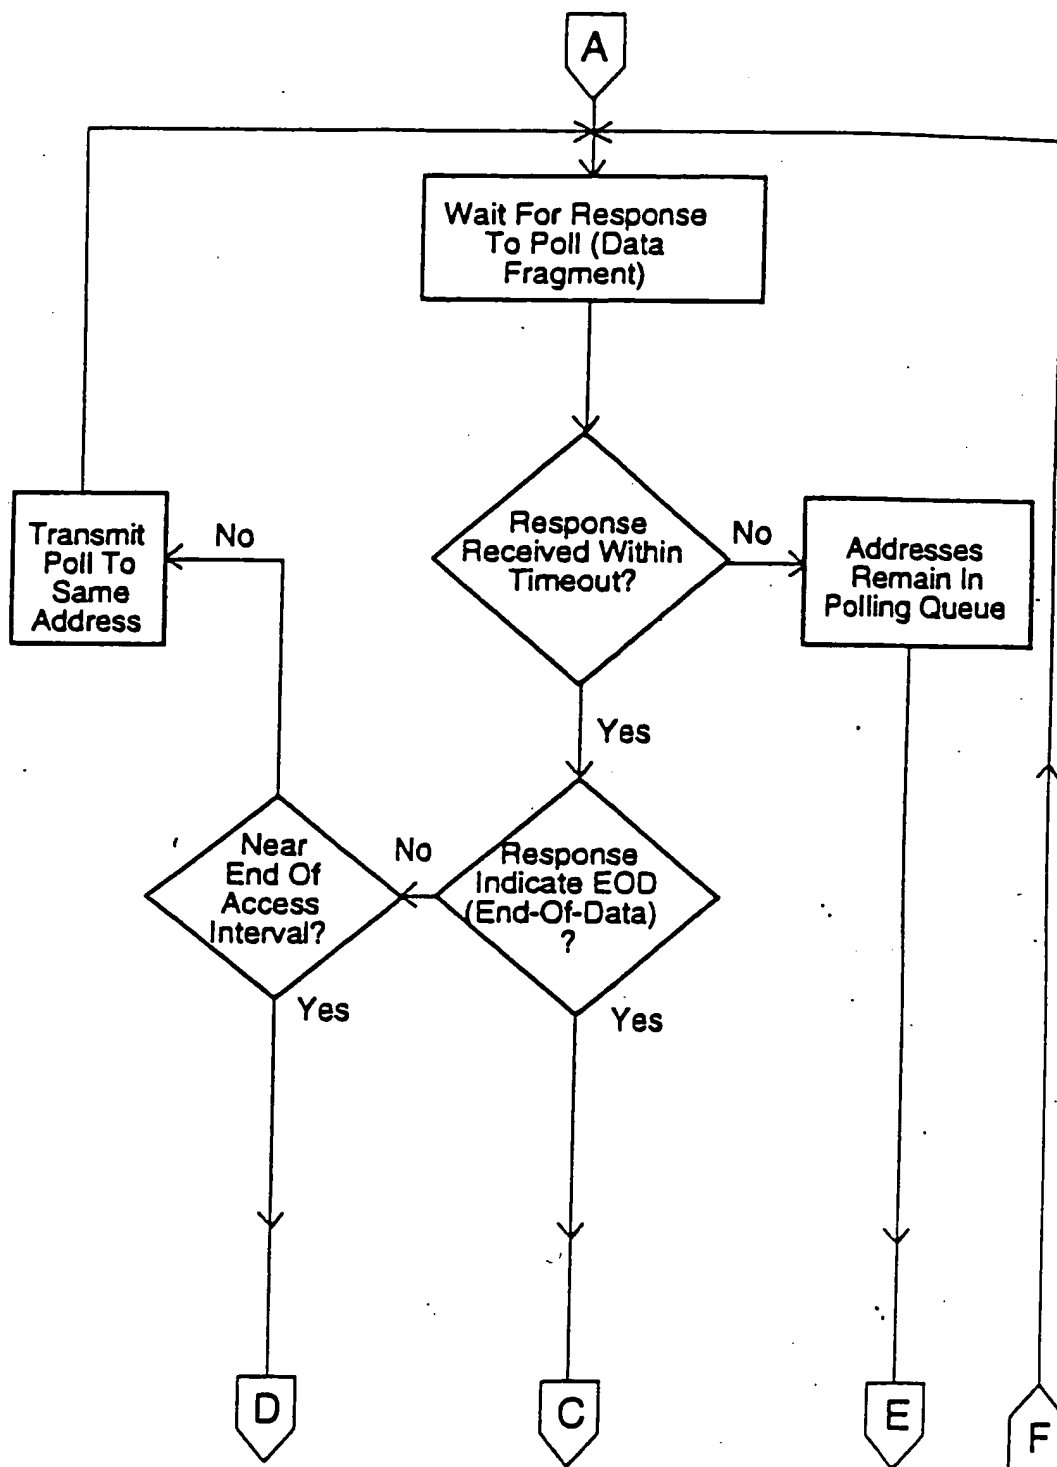 A
Wait For Response
To Poll (Data
Fragment)
Response
Received Within
Timeout?
No
Addresses
Remain In
Polling Queue
Transmit
Poll To
Same
Address
No
Yes
Near
End Of
Access
Interval?
No
Response
Indicate EOD
(End-Of-Data)
?
Yes
Yes
D
C
E
F